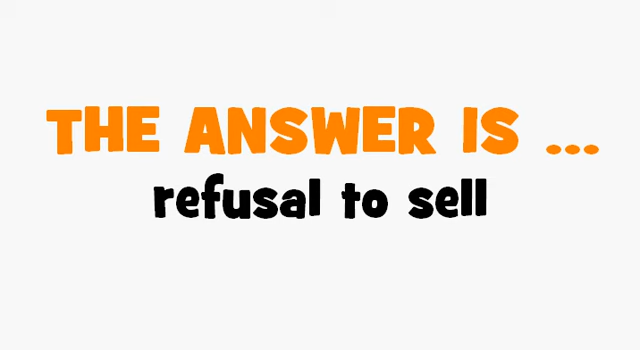 THE ANSWER IS ...
refusal to sell